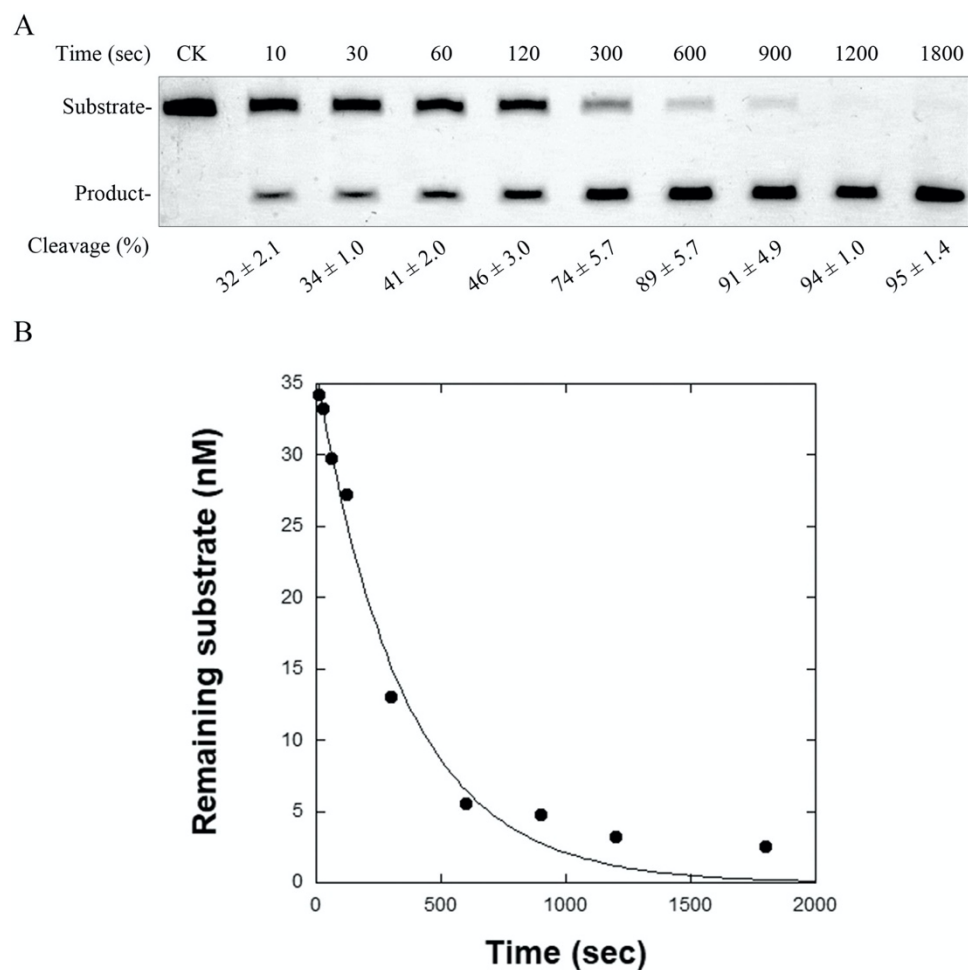 A
Time (sec) CK 10 30 60 120 300 600 900 1200 1800
Substrate-
Product-
Cleavage (%) 32 ± 2.1 34 ± 1.0 41 ± 2.0 46 ± 3.0 74 ± 5.7 89 ± 5.7 91 ± 4.9 94 ± 1.0 95 ± 1.4
B
Remaining substrate (nM)
35
30
25
20
15
10
5
0
0 500 1000 1500 2000
Time (sec)